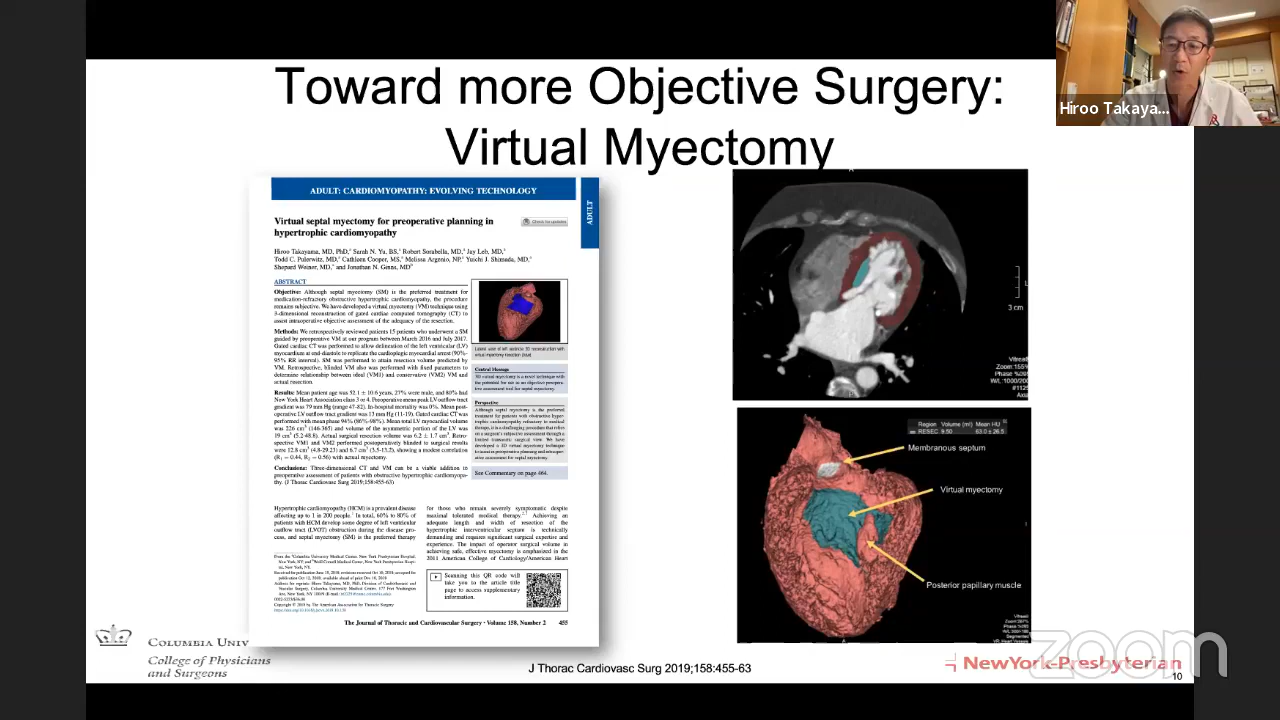 Toward more Objective Surgery:
Virtual Myectomy
Hiroo Takaya...
ADULT: CARDIOMYOPATHY: EVOLVING TECHNOLOGY
ADULT
Virtual septal myectomy for preoperative planning in
hypertrophic cardiomyopathy
Check for updates
Hiroo Takayama, MD, PhD, Sarah N. Yu, BS, Robert Sorabella, MD, Jay Leb, MD,
Todd C. Pulerwitz, MD, Cathleen Cooper, MS, Melissa Argenio, NP, Yuichi J. Shimada, MD,
Shepard Weiner, MD, and Jonathan N. Ginns, MD
ABSTRACT
Objective: Although septal myectomy (SM) is the preferred treatment for
medication-refractory obstructive hypertrophic cardiomyopathy, the procedure
remains subjective. We have developed a virtual myectomy (VM) technique using
3-dimensional reconstruction of gated cardiac computed tomography (CT) to
assist intraoperative objective assessment of the adequacy of the resection.
Methods: We retrospectively reviewed patients 15 patients who underwent a SM
guided by preoperative VM at our program between March 2016 and July 2017.
Gated cardiac CT was performed to allow delineation of the left ventricular (LV)
myocardium at end-diastole to replicate the cardioplegic myocardial arrest (90%-
95% RR interval). SM was performed to attain resection volume predicted by
VM. Retrospective, blinded VM also was performed with fixed parameters to
determine relationship between ideal (VM1) and conservative (VM2) VM and
actual resection.
Results: Mean patient age was 52.1 ± 10.6 years, 27% were male, and 80% had
New York Heart Association class 3 or 4. Preoperative mean peak LV outflow tract
gradient was 79 mm Hg (range 47-82). In-hospital mortality was 0%. Mean post-
operative LV outflow tract gradient was 13 mm Hg (11-19). Gated cardiac CT was
performed with mean phase 94% (86%-98%). Mean total LV myocardial volume
was 226 cm³ (146-365) and volume of the asymmetric portion of the LV was
19 cm³ (5.2-48.8). Actual surgical resection volume was 6.2 ± 1.7 cm³. Retro-
spective VM1 and VM2 performed postoperatively blinded to surgical results
were 12.8 cm³ (4.8-29.23) and 6.7 cm³ (3.5-13.2), showing a modest correlation
(R₁ = 0.44, R₂ = 0.56) with actual myectomy.
Conclusions: Three-dimensional CT and VM can be a viable addition to
preoperative assessment of patients with obstructive hypertrophic cardiomyopa-
thy. (J Thorac Cardiovasc Surg 2019;158:455-63)
Central Message
3D virtual myectomy is a novel technique with
the potential for use in an objective preopera-
tive assessment tool for septal myectomy.
Perspective
Although septal myectomy is the preferred
treatment for patients with obstructive hyper-
trophic cardiomyopathy refractory to medical
therapy, it is a challenging procedure that relies
on a surgeon's subjective assessment through a
limited transaortic surgical view. We have
developed a 3D virtual myectomy technique
to assist in preoperative planning and intraoper-
ative assessment for septal myectomy.
See Commentary on page 464.
Hypertrophic cardiomyopathy (HCM) is a prevalent disease
affecting up to 1 in 200 people. In total, 60% to 80% of
patients with HCM develop some degree of left ventricular
outflow tract (LVOT) obstruction during the disease pro-
cess, and septal myectomy (SM) is the preferred therapy
for those who remain severely symptomatic despite
maximal tolerated medical therapy. Achieving an
adequate length and width of resection of the
hypertrophic interventricular septum is technically
demanding and requires significant surgical expertise and
experience. The impact of operator surgical volume in
achieving safe, effective myectomy is emphasized in the
2011 American College of Cardiology/American Heart
Scanning this QR code will
take you to the article title
page to access supplementary
information.
The Journal of Thoracic and Cardiovascular Surgery • Volume 158, Number 2 455
3 cm
Region Volume (ml) Mean HU
RESEC 9.50 63.0 ± 26.5
Membranous septum
Virtual myectomy
Posterior papillary muscle
COLUMBIA UNIV
College of Physicians
and Surgeons
J Thorac Cardiovasc Surg 2019;158:455-63
NewYork-Presbyterian
zoom
10